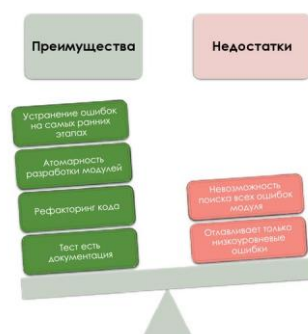 Преимущества
Недостатки
Устранение ошибок
на самых ранних
этапах
Атомарность
разработки модулей
Рефакторинг кода
Тест есть
документация
Невозможность
поиска всех ошибок
модуля
Отлавливает только
низкоуровневые
ошибки